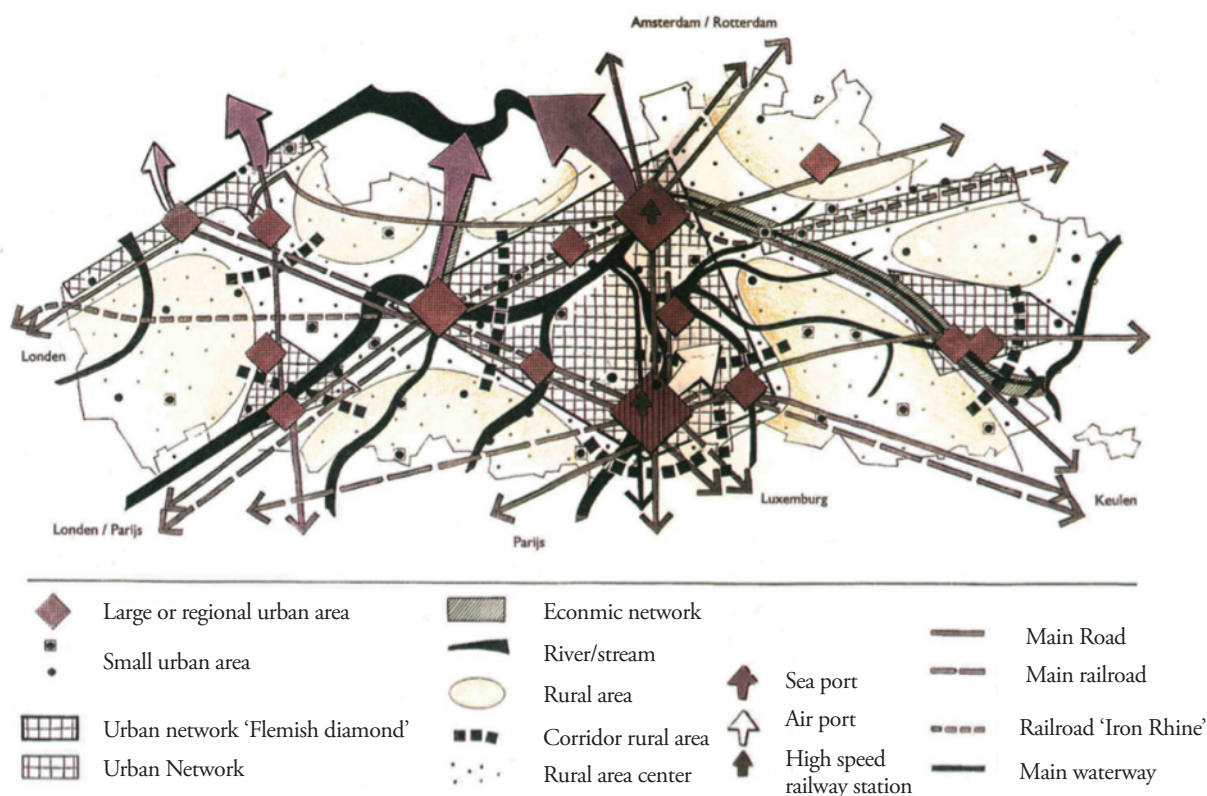 Amsterdam / Rotterdam
Londen
Londen / Parijs
Parijs
Luxemburg
Keulen
Large or regional urban area
Small urban area
Urban network ‘Flemish diamond’
Urban Network
Econmic network
River/stream
Rural area
Corridor rural area
Rural area center
Sea port
Air port
High speed
railway station
Main Road
Main railroad
Railroad ‘Iron Rhine’
Main waterway